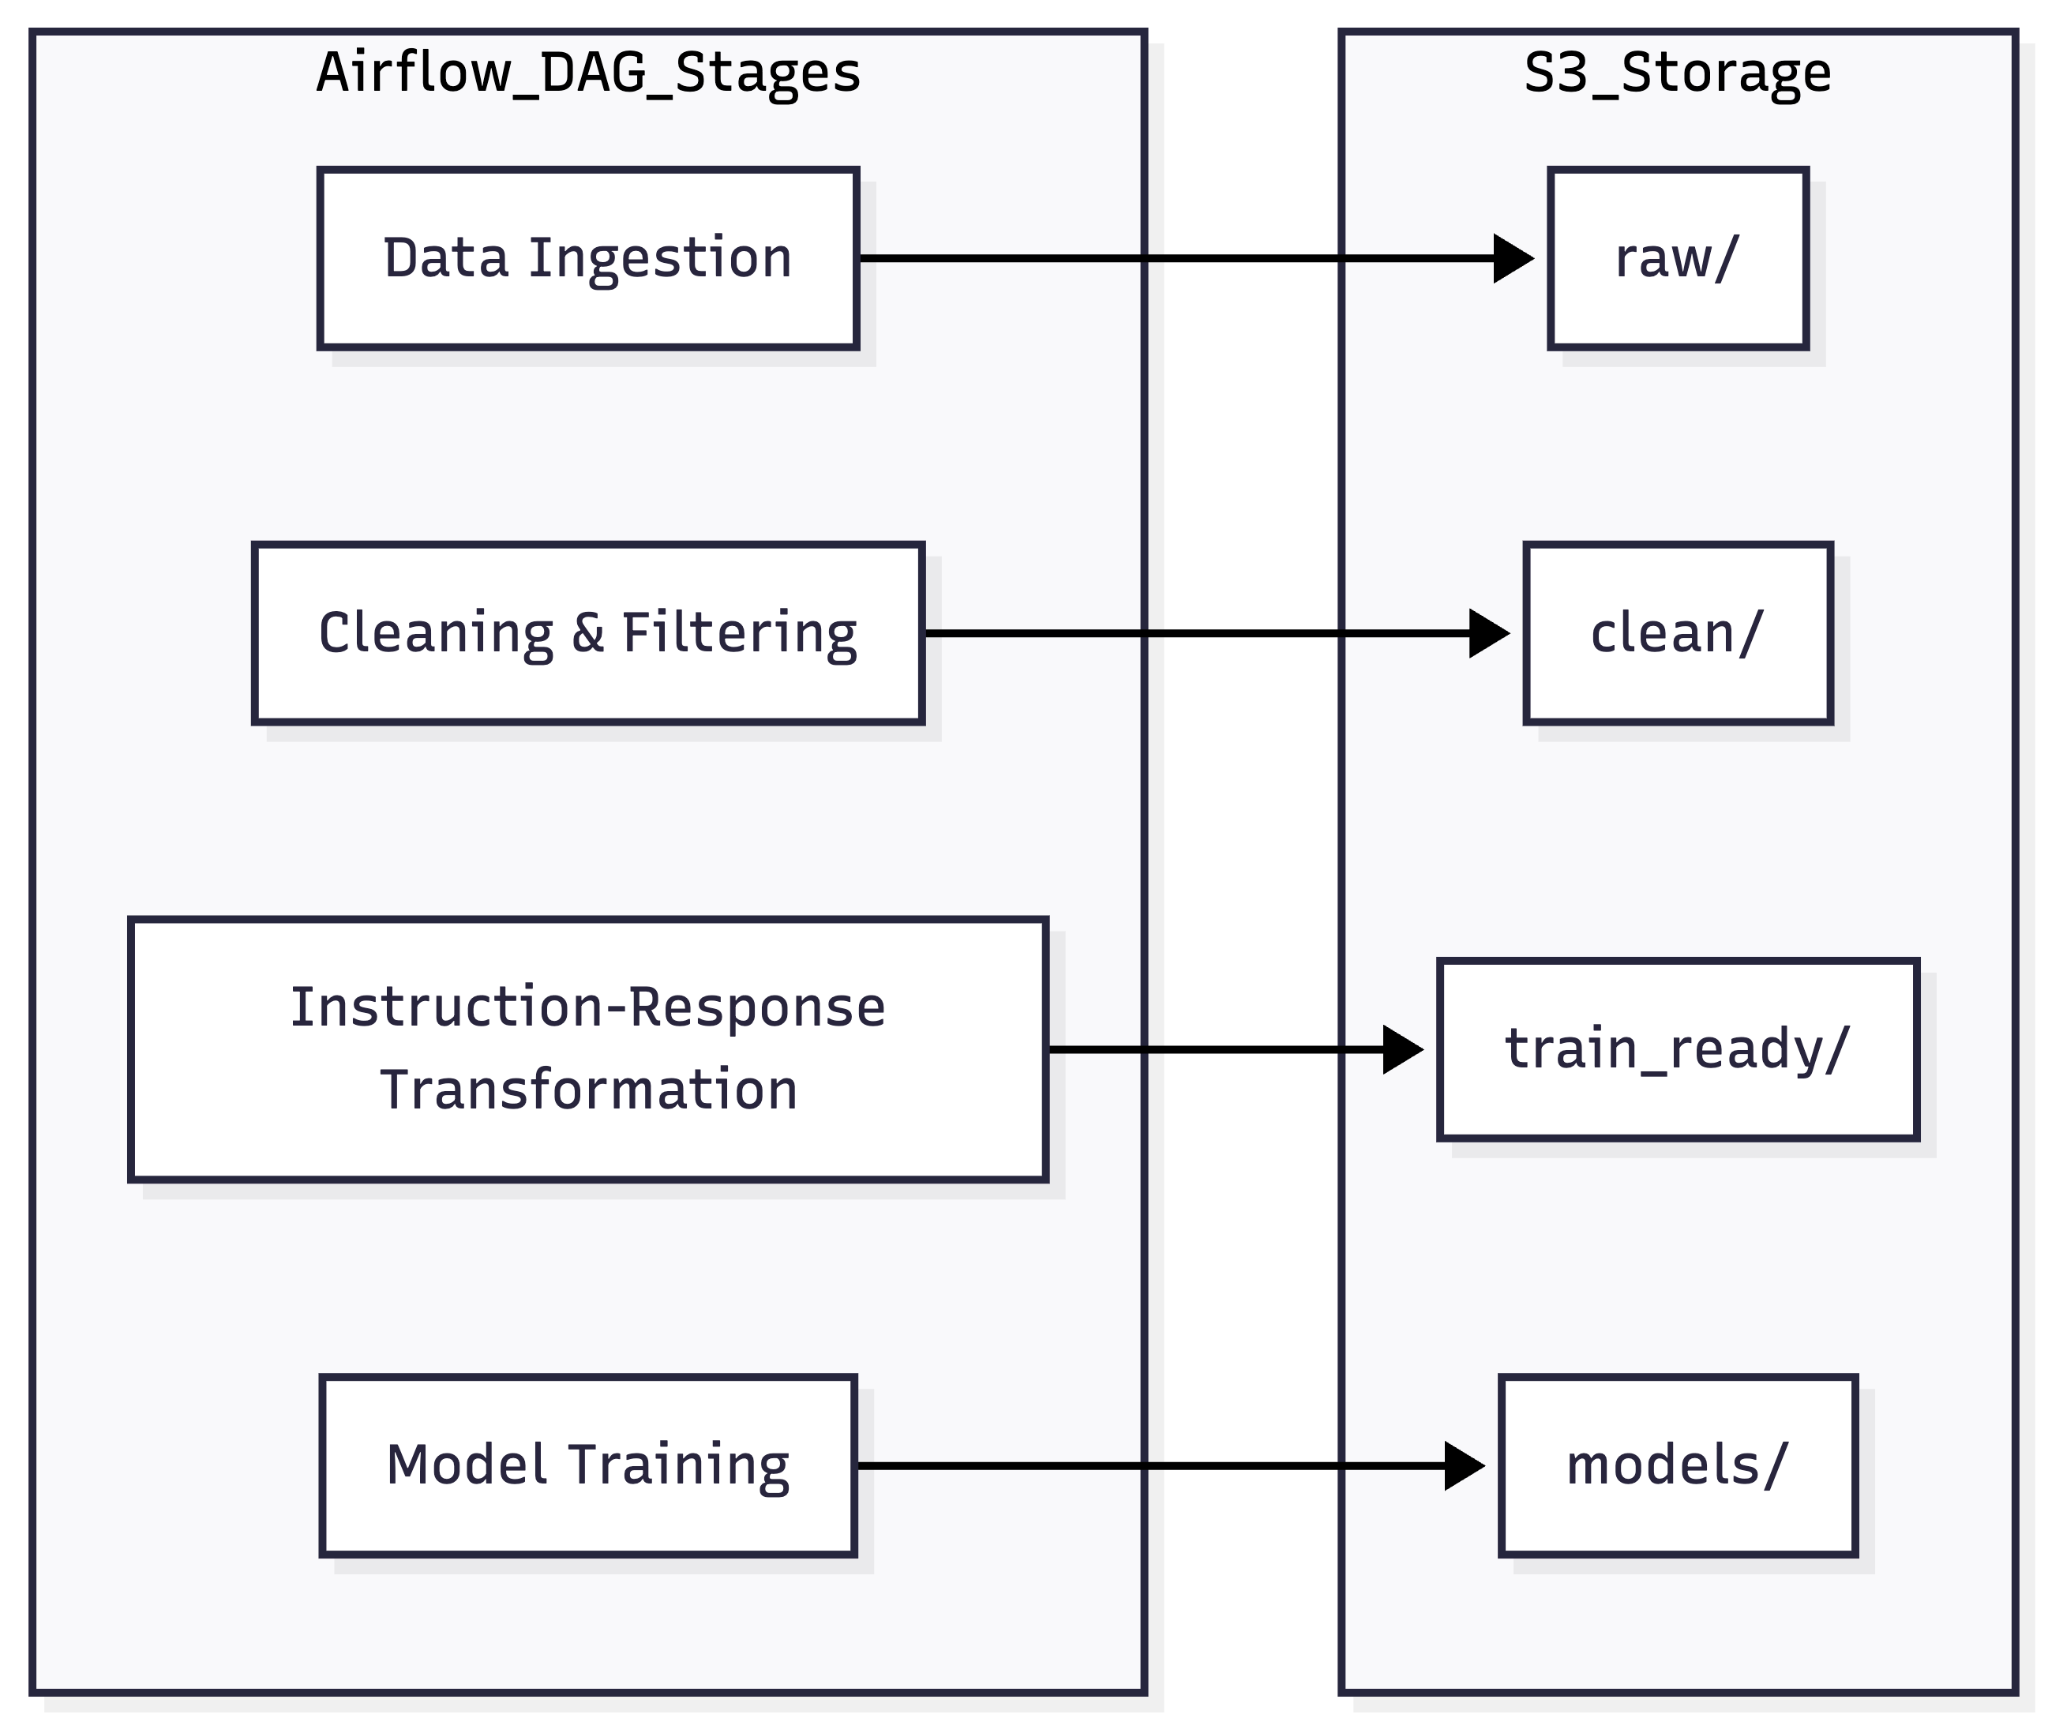 Airflow_DAG_Stages
S3_Storage
Data Ingestion
raw/
Cleaning & Filtering
clean/
Instruction-Response
Transformation
train_ready/
Model Training
models/